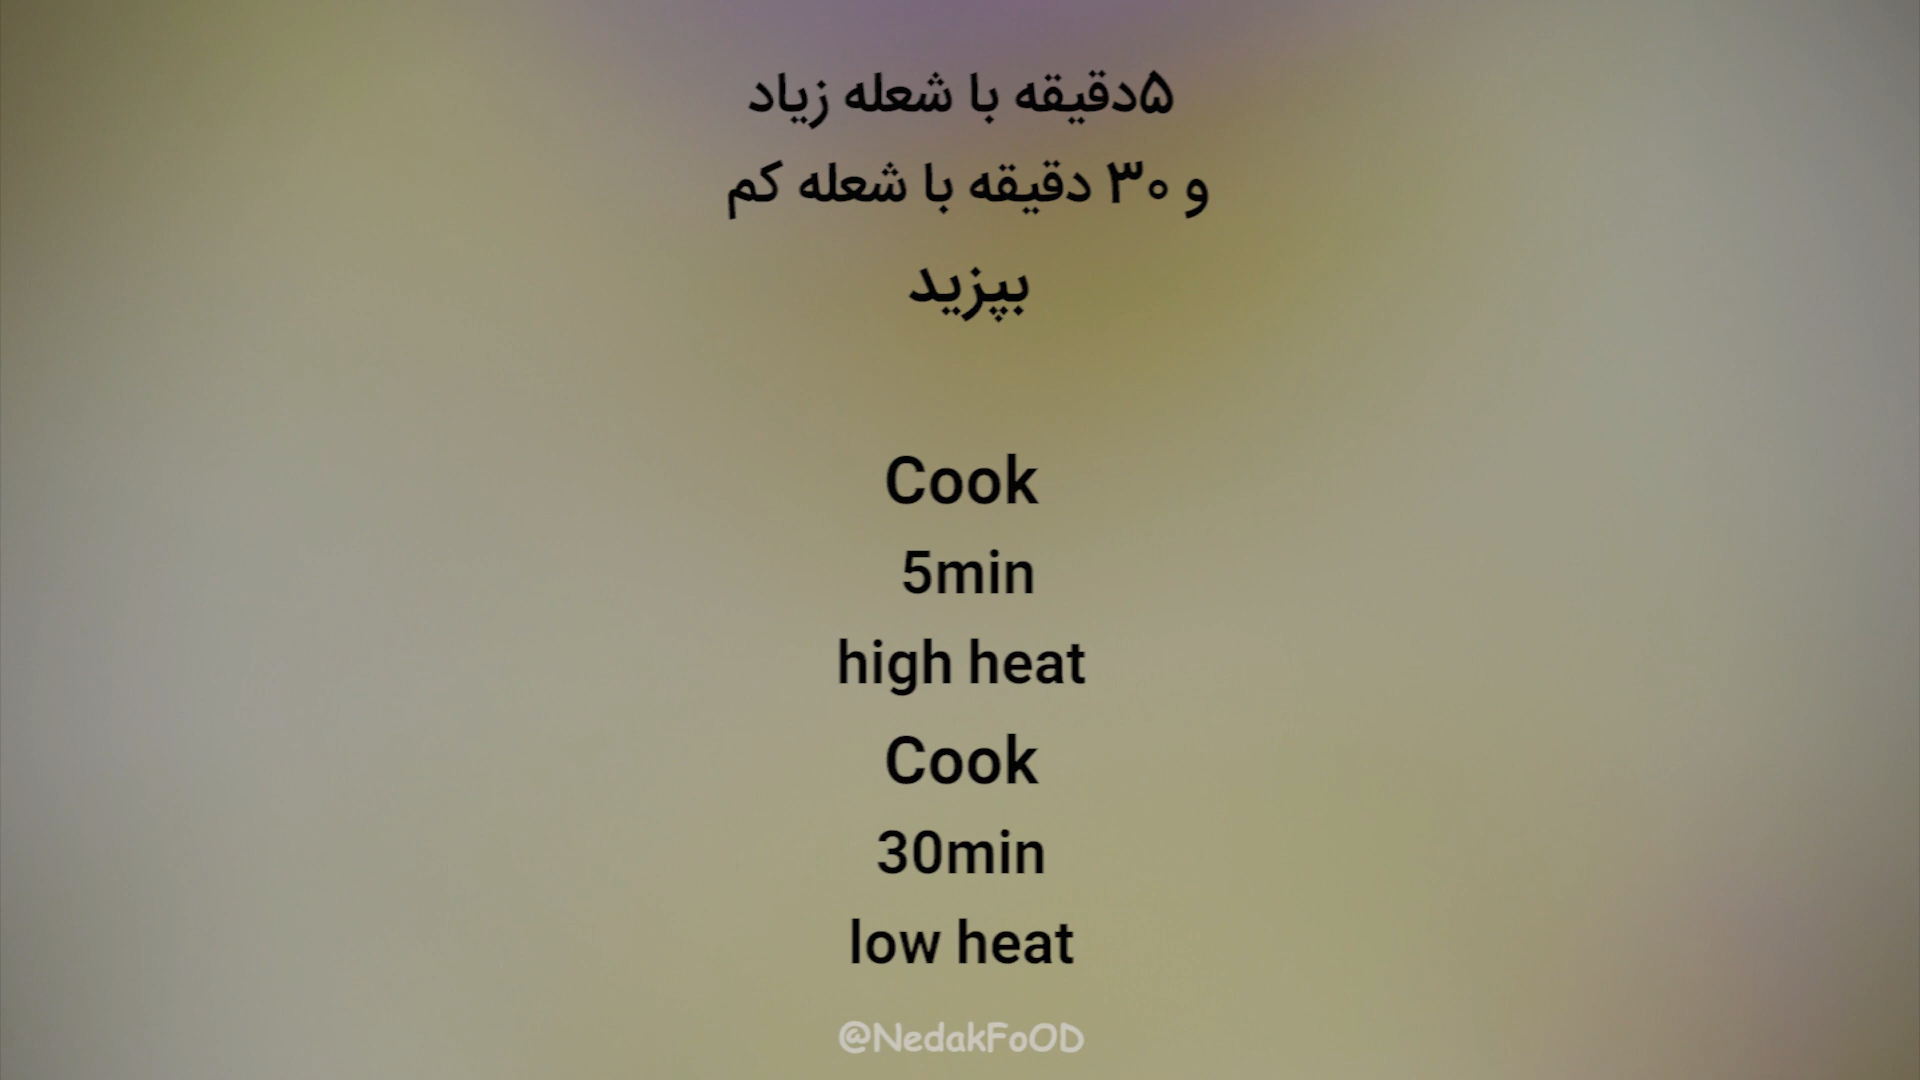 ۵دقیقه با شعله زیاد
و ۳۰ دقیقه با شعله کم
بپزید
Cook
5min
high heat
Cook
30min
low heat
@NedakFoOD